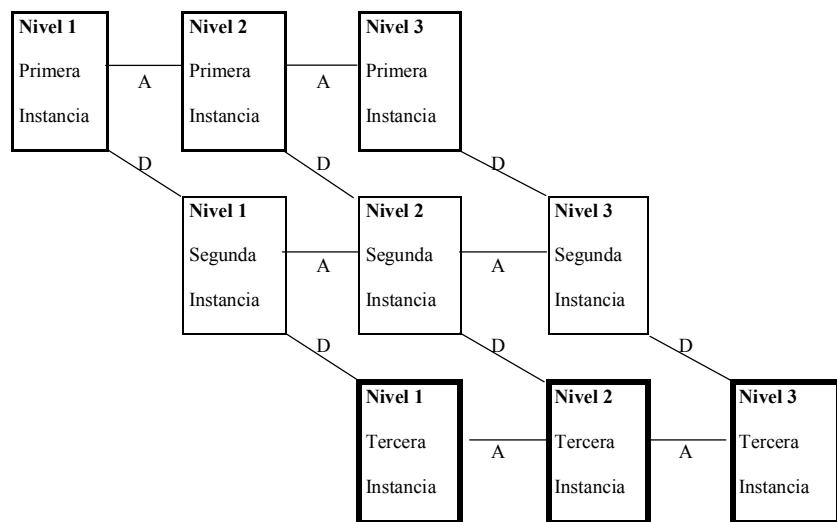 Nivel 1
Primera
Instancia
A
Nivel 2
Primera
Instancia
A
Nivel 3
Primera
Instancia
D
D
D
Nivel 1
Segunda
Instancia
A
Nivel 2
Segunda
Instancia
A
Nivel 3
Segunda
Instancia
D
D
D
Nivel 1
Tercera
Instancia
A
Nivel 2
Tercera
Instancia
A
Nivel 3
Tercera
Instancia